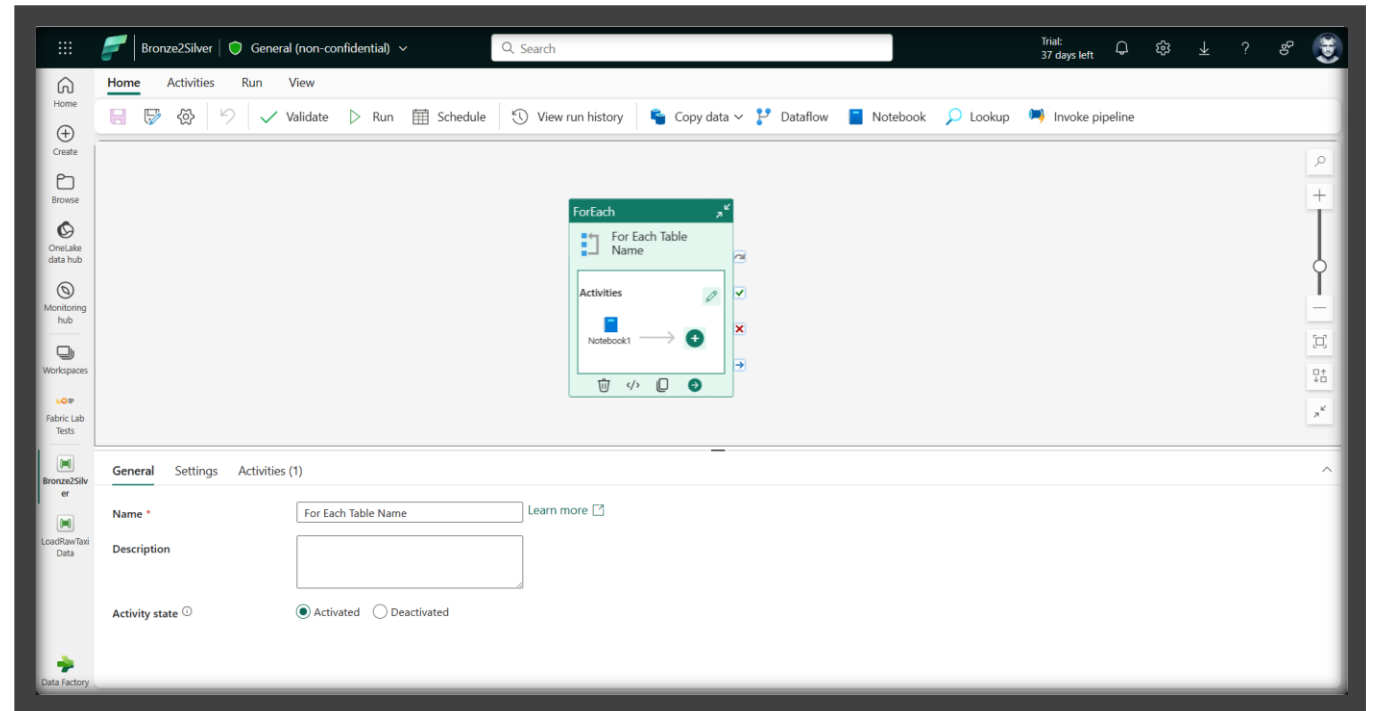 Bronze2Silver
General (non-confidential)
Search
Trial:
37 days left
?
Home
Activities
Run
View
Validate
Run
Schedule
View run history
Copy data
Dataflow
Notebook
Lookup
Invoke pipeline
Home
Create
Browse
OneLake
data hub
Monitoring
hub
Workspaces
Fabric Lab
Tests
Bronze2Silv
er
LoadRawTaxi
Data
Data Factory
ForEach
For Each Table
Name
Activities
Notebook1
General
Settings
Activities (1)
Name *
For Each Table Name
Learn more
Description
Activity state
Activated
Deactivated